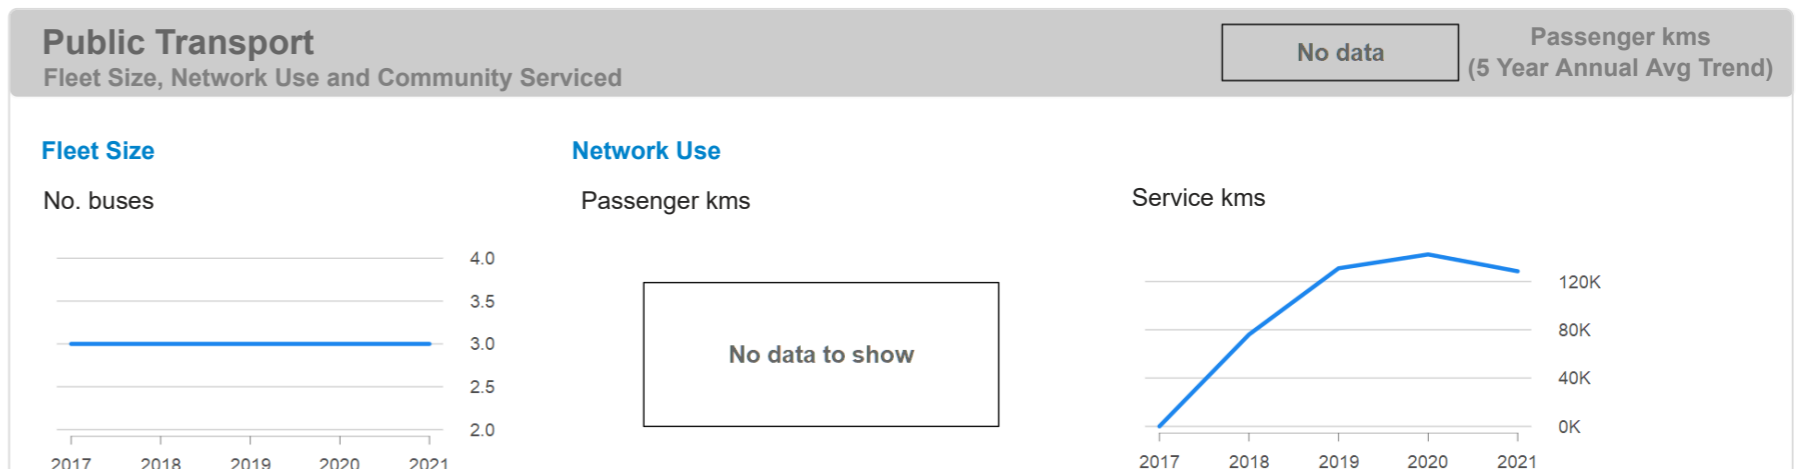 Public Transport
Fleet Size, Network Use and Community Serviced
No data
Passenger kms
(5 Year Annual Avg Trend)
Fleet Size
No. buses
4.0
3.5
3.0
2.5
2.0
2017 2018 2019 2020 2021
Network Use
Passenger kms
No data to show
Service kms
120K
80K
40K
0K
2017 2018 2019 2020 2021